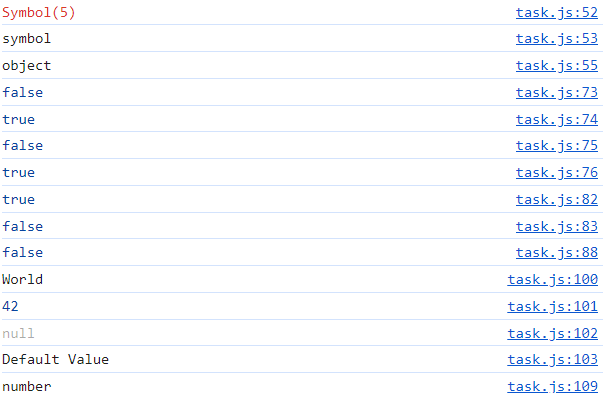 Symbol(5) task.js:52
symbol task.js:53
object task.js:55
false task.js:73
true task.js:74
false task.js:75
true task.js:76
true task.js:82
false task.js:83
false task.js:88
World task.js:100
42 task.js:101
null task.js:102
Default Value task.js:103
number task.js:109